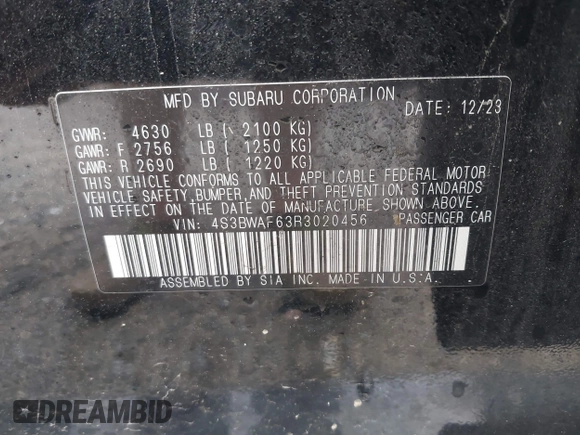 MFD BY SUBARU CORPORATION
DATE: 12/23
GVWR: 4630 LB ( 2100 KG)
GAWR: F 2756 LB ( 1250 KG)
GAWR: R 2690 LB ( 1220 KG)
THIS VEHICLE CONFORMS TO ALL APPLICABLE FEDERAL MOTOR
VEHICLE SAFETY,BUMPER,AND THEFT PREVENTION STANDARDS
IN EFFECT ON THE DATE OF MANUFACTURE SHOWN ABOVE.
VIN: 4S3BWAF63R3020456 PASSENGER CAR
ASSEMBLED BY SIA INC. MADE IN U.S.A.
DREAMBID